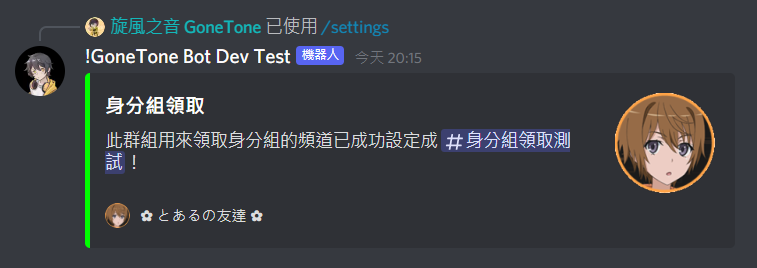 旋風之音 GoneTone 已使用 /settings
!GoneTone Bot Dev Test 機器人 今天 20:15
身分組領取
此群組用來領取身分組的頻道已成功設定成 #身分組領取測
試！
✿ とあるの友達 ✿